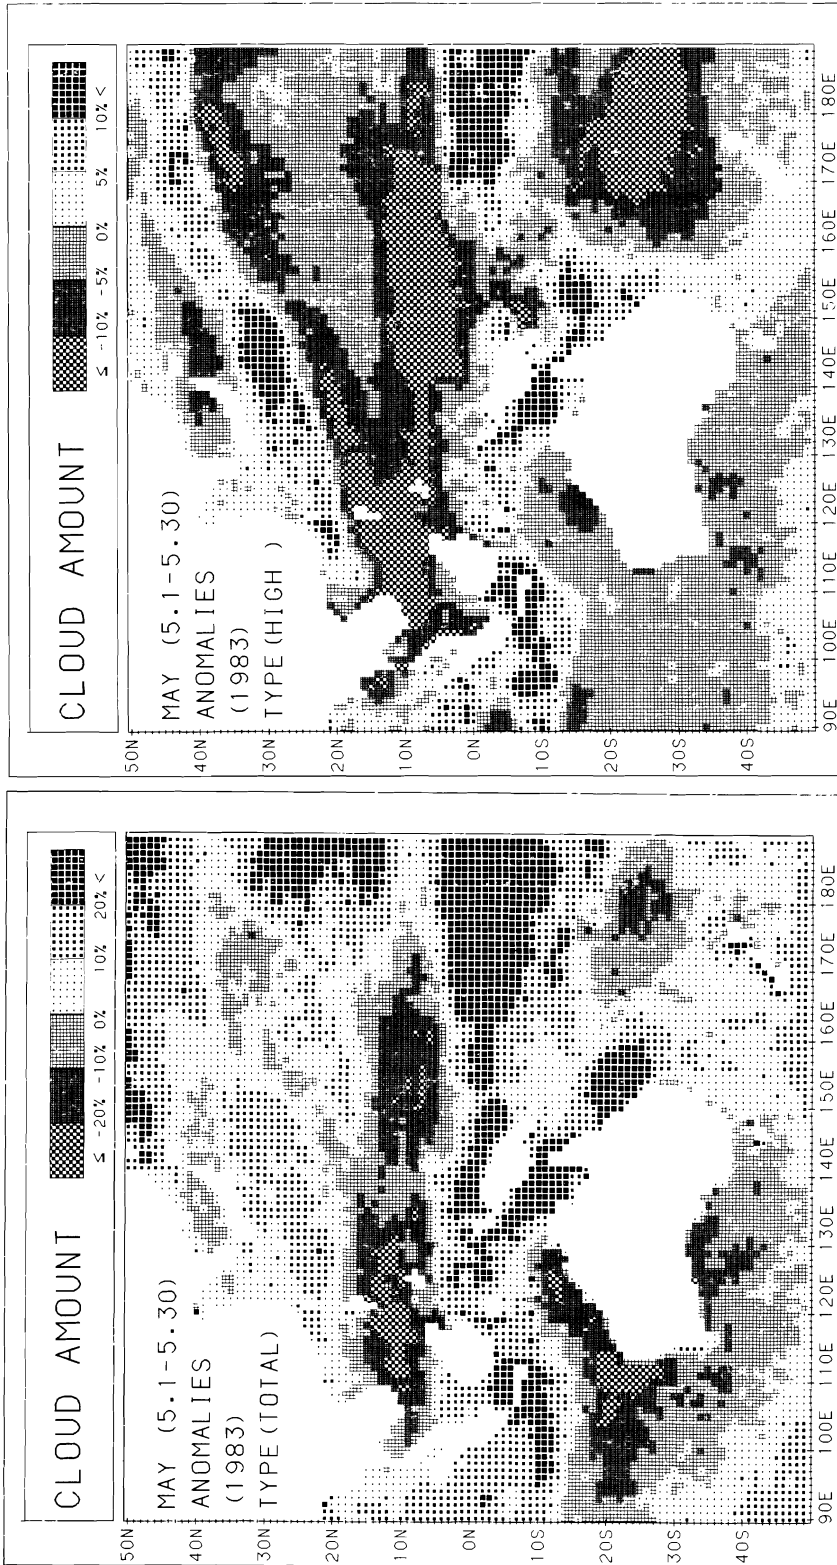 CLOUD AMOUNT
≤ -20% -10% 0% 10% 20% <
MAY (5.1-5.30)
ANOMALIES
(1983)
TYPE(TOTAL)
50N
40N
30N
20N
10N
0N
10S
20S
30S
40S
90E 100E 110E 120E 130E 140E 150E 160E 170E 180E
CLOUD AMOUNT
≤ -10% -5% 0% 5% 10% <
MAY (5.1-5.30)
ANOMALIES
(1983)
TYPE(HIGH )
50N
40N
30N
20N
10N
0N
10S
20S
30S
40S
90E 100E 110E 120E 130E 140E 150E 160E 170E 180E